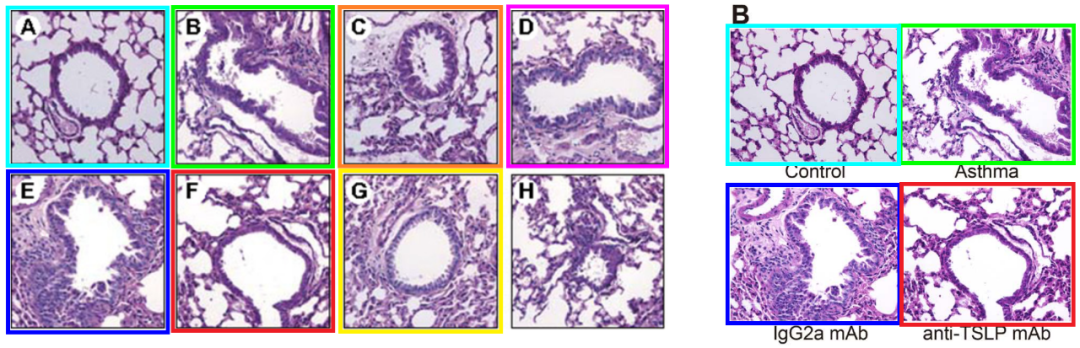 A B C D
B
Control Asthma
E F G H
IgG2a mAb anti-TSLP mAb